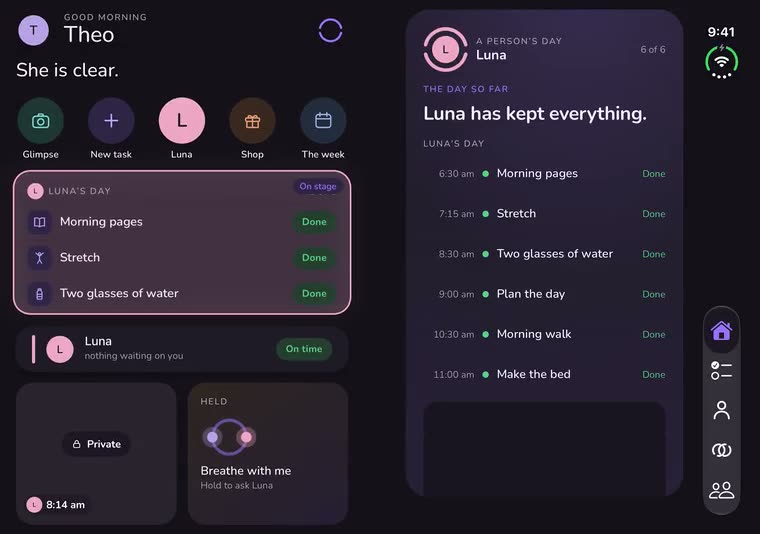 T
GOOD MORNING
Theo
She is clear.
L
Glimpse
New task
Luna
Shop
The week
L
LUNA'S DAY
On stage
Morning pages
Done
Stretch
Done
Two glasses of water
Done
L
Luna
nothing waiting on you
On time
Private
L
8:14 am
HELD
Breathe with me
Hold to ask Luna
L
A PERSON'S DAY
Luna
6 of 6
THE DAY SO FAR
Luna has kept everything.
LUNA'S DAY
6:30 am Morning pages Done
7:15 am Stretch Done
8:30 am Two glasses of water Done
9:00 am Plan the day Done
10:30 am Morning walk Done
11:00 am Make the bed Done
9:41